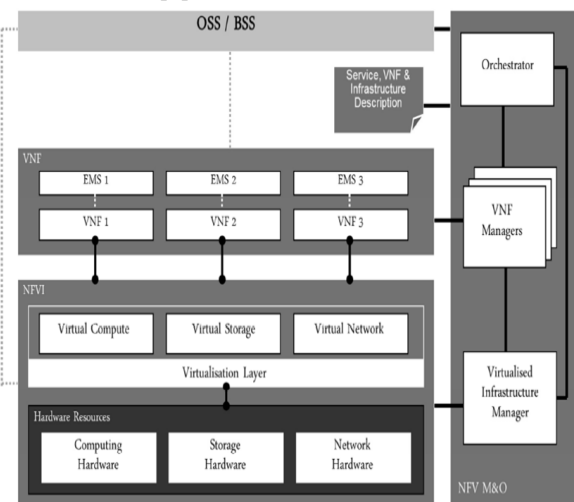 OSS / BSS
Orchestrator
Service, VNF &
Infrastructure
Description
VNF
EMS 1
EMS 2
EMS 3
VNF 1
VNF 2
VNF 3
VNF
Managers
NFVI
Virtual Compute
Virtual Storage
Virtual Network
Virtualisation Layer
Virtualised
Infrastructure
Manager
Hardware Resources
Computing
Hardware
Storage
Hardware
Network
Hardware
NFV M&O